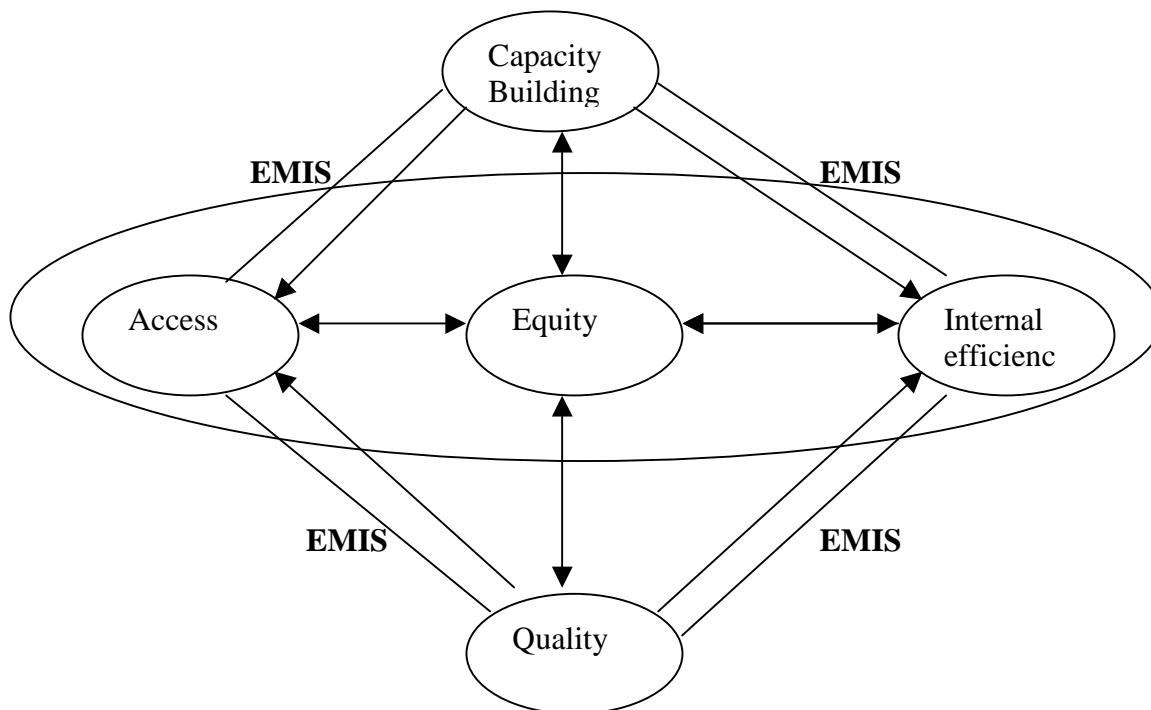 Capacity
Building
EMIS
EMIS
Access
Equity
Internal
efficienc
EMIS
EMIS
Quality